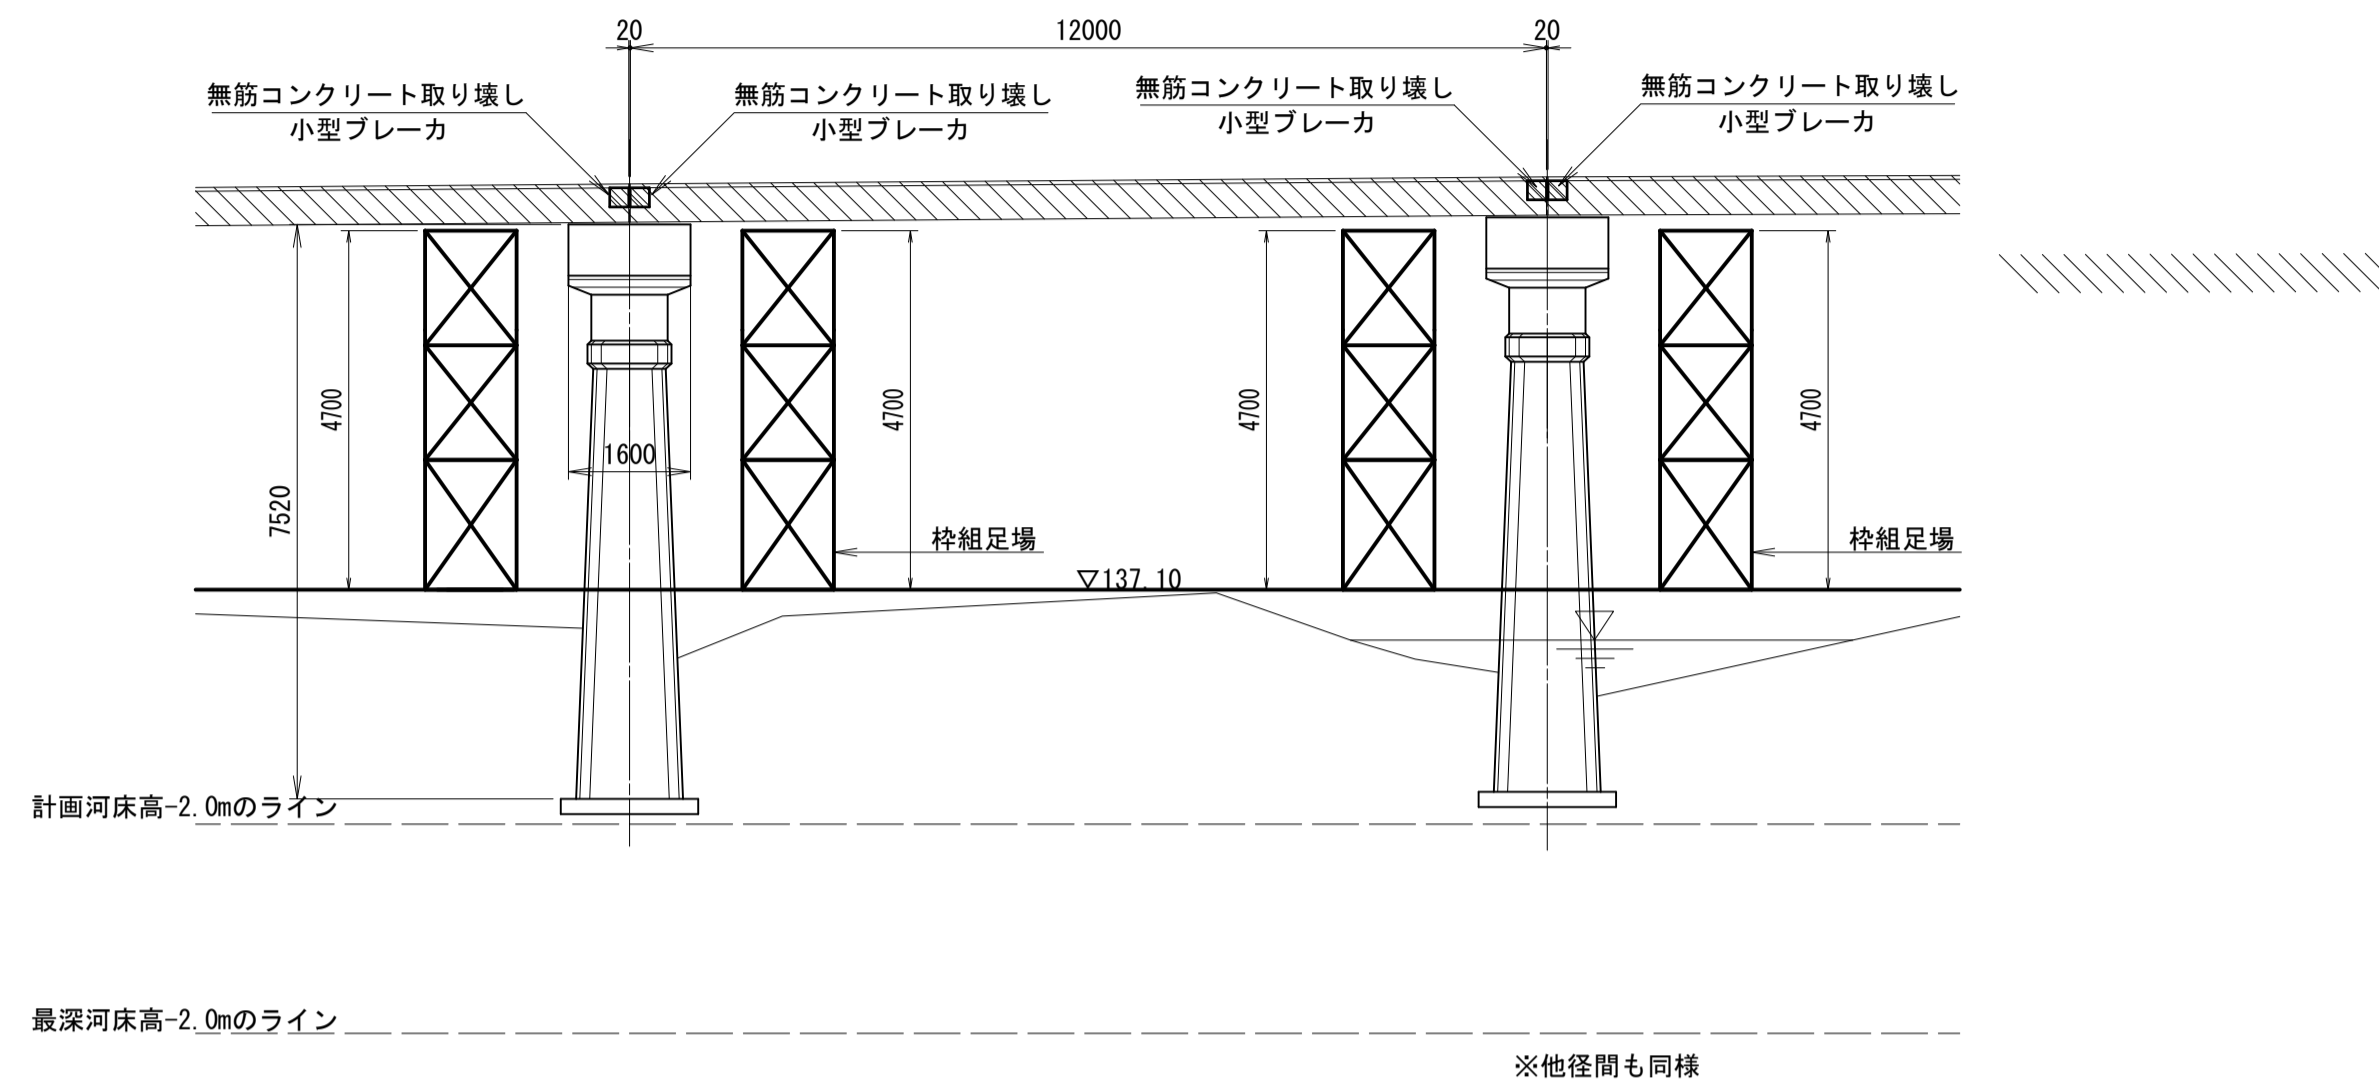 20
12000
20
無筋コンクリート取り壊し
小型ブレーカ
無筋コンクリート取り壊し
小型ブレーカ
無筋コンクリート取り壊し
小型ブレーカ
無筋コンクリート取り壊し
小型ブレーカ
4700
4700
4700
4700
1600
7520
枠組足場
枠組足場
▽137.10
計画河床高-2.0mのライン
最深河床高-2.0mのライン
※他径間も同様